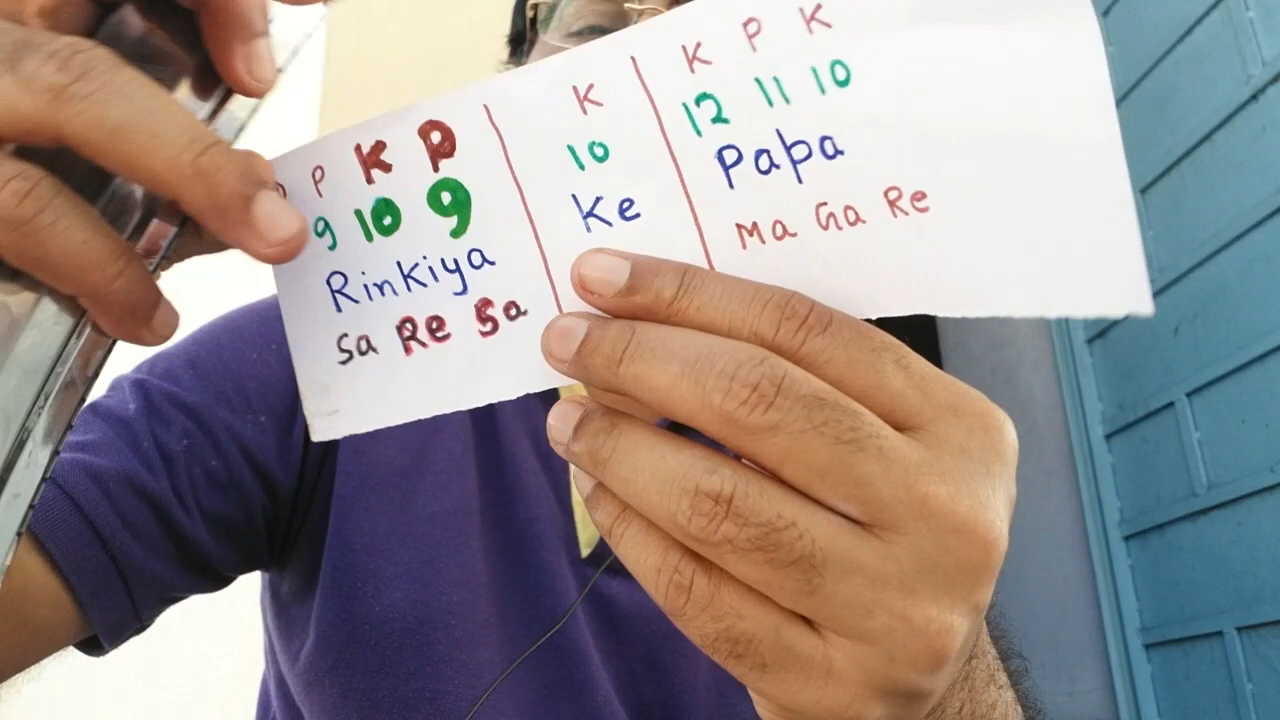 P K P | K | K P K
9 10 9 | 10 | 12 11 10
Rinkiya | Ke | Papa
Sa Re Sa | Ma Ga Re